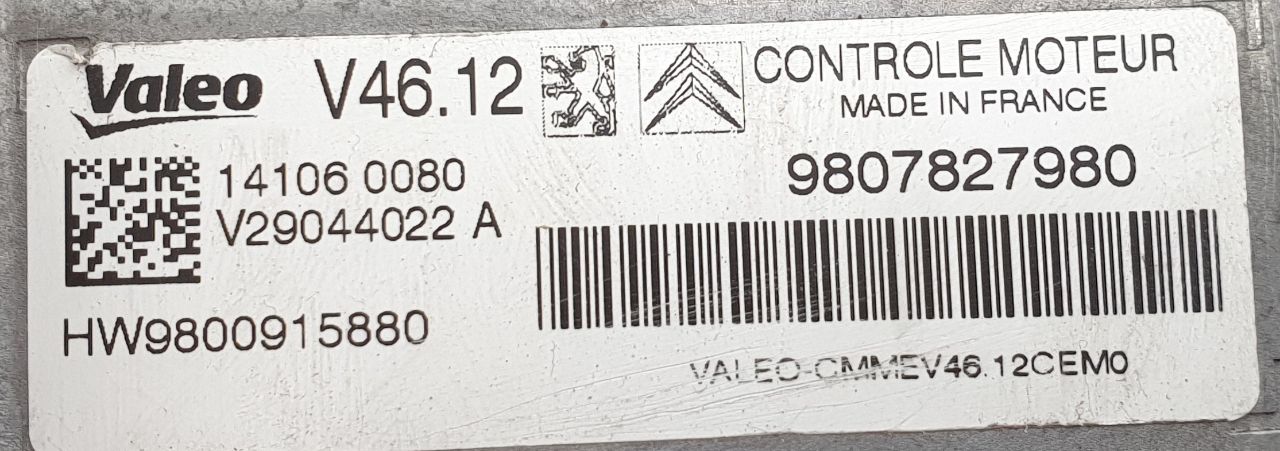 Valeo V46.12
CONTROLE MOTEUR
MADE IN FRANCE
14106 0080
V29044022 A
9807827980
HW9800915880
VALEO-CMMEV46.12CEM0